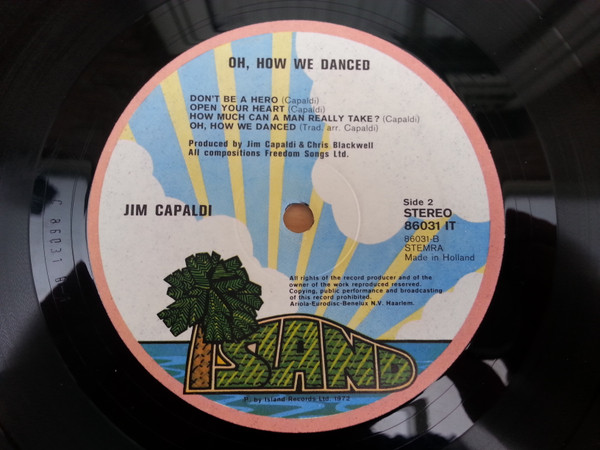 OH, HOW WE DANCED
DON'T BE A HERO (Capaldi)
OPEN YOUR HEART (Capaldi)
HOW MUCH CAN A MAN REALLY TAKE? (Capaldi)
OH, HOW WE DANCED (Trad. arr. Capaldi)
Produced by Jim Capaldi & Chris Blackwell
All compositions Freedom Songs Ltd.
JIM CAPALDI
Side 2
STEREO
86031 IT
86031-B
STEMRA
Made in Holland
All rights of the record producer and of the
owner of the work reproduced reserved.
Copying, public performance and broadcasting
of this record prohibited.
Ariola-Eurodisc-Benelux N.V. Haarlem.
ISLAND
P. by Island Records Ltd. 1972